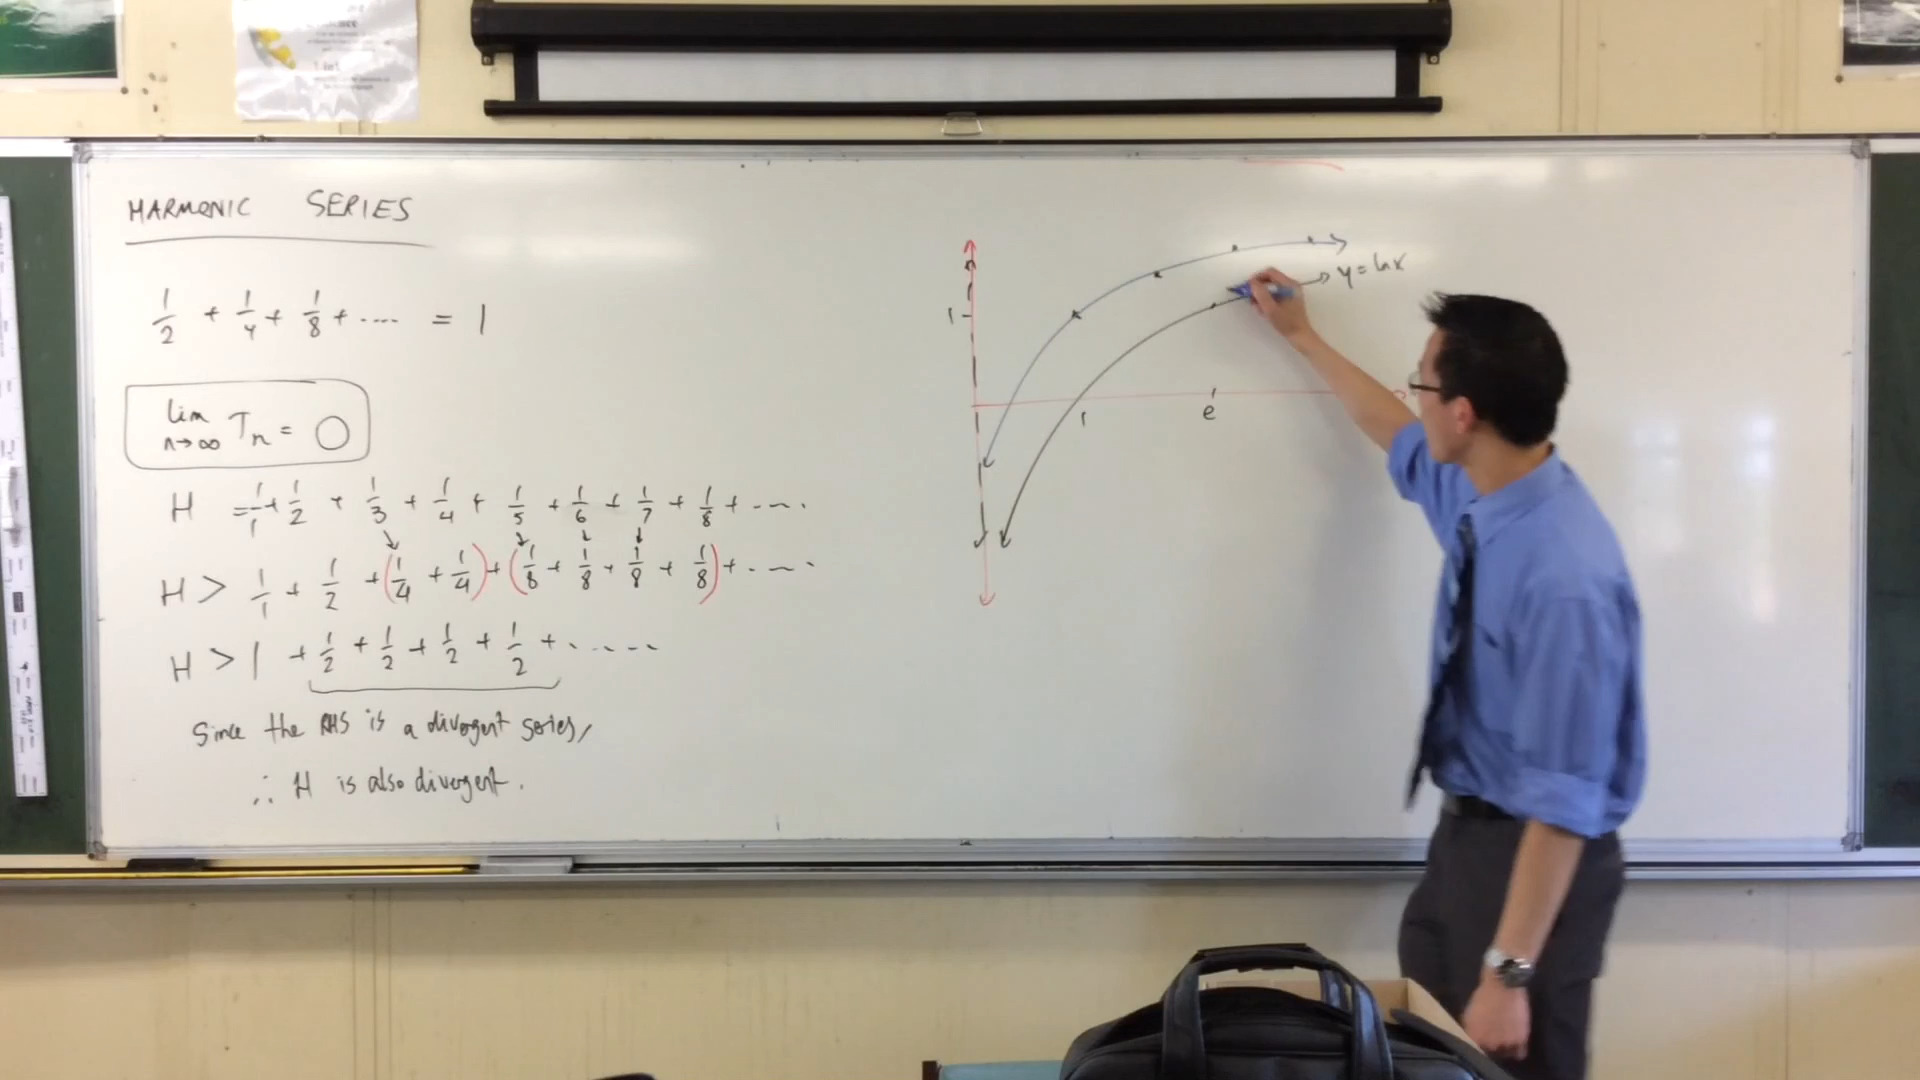 HARMONIC SERIES
1/2 + 1/4 + 1/8 + .... = 1
lim n→∞ Tn = 0
H = 1/1 + 1/2 + 1/3 + 1/4 + 1/5 + 1/6 + 1/7 + 1/8 + ....
H > 1/1 + 1/2 + (1/4 + 1/4) + (1/8 + 1/8 + 1/8 + 1/8) + ....
H > 1 + 1/2 + 1/2 + 1/2 + 1/2 + .....
Since the RHS is a divergent series,
∴ H is also divergent.
y = ln x
1
1
e